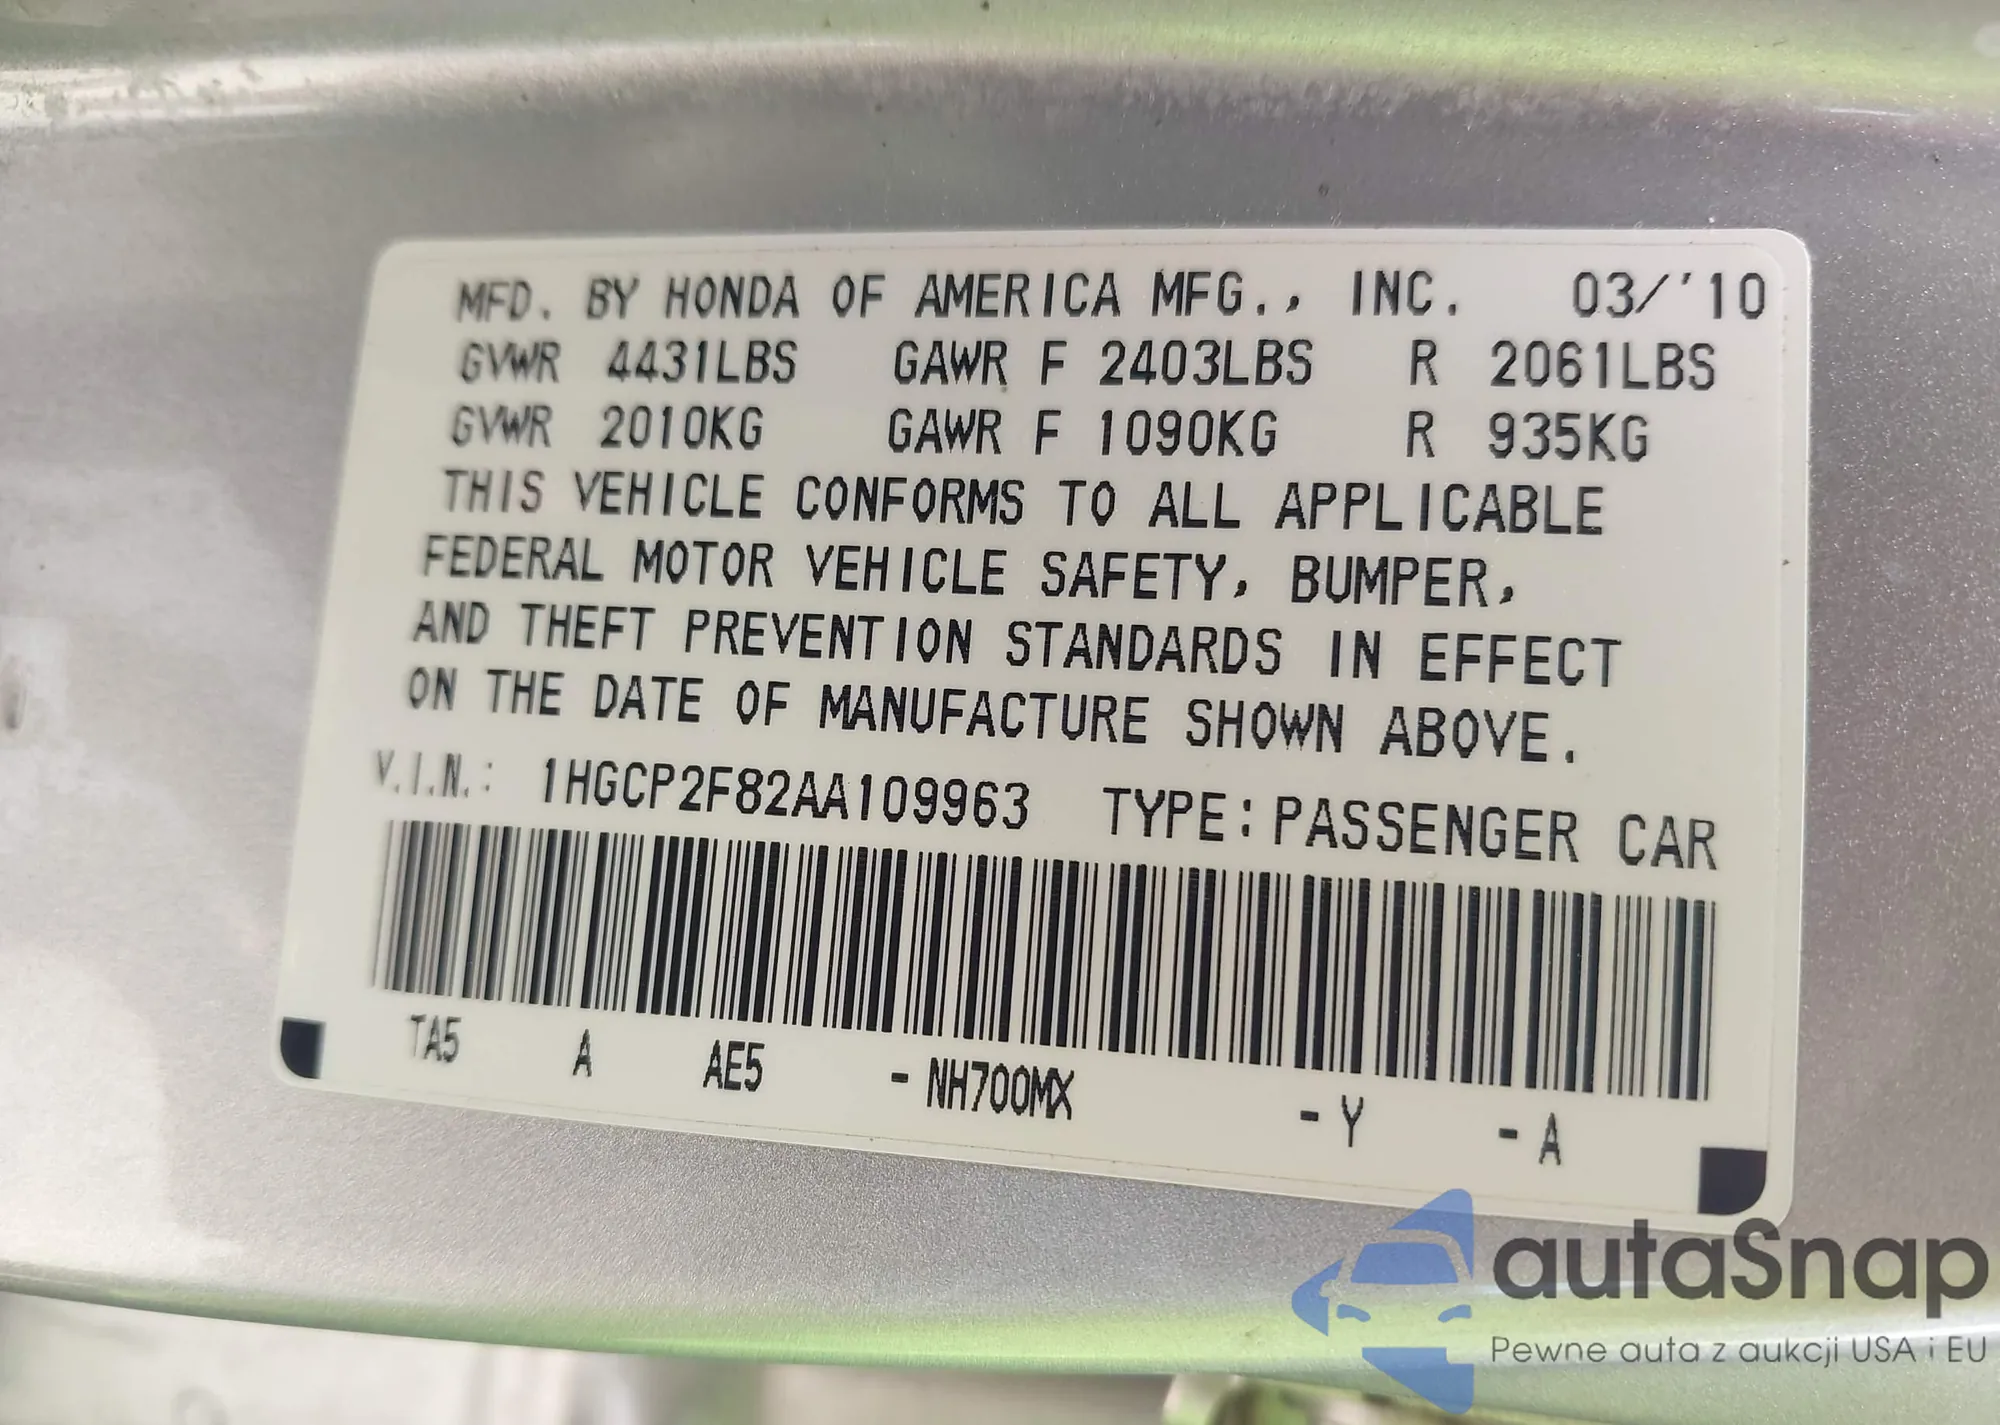 MFD. BY HONDA OF AMERICA MFG., INC. 03/'10
GVWR 4431LBS GAWR F 2403LBS R 2061LBS
GVWR 2010KG GAWR F 1090KG R 935KG
THIS VEHICLE CONFORMS TO ALL APPLICABLE
FEDERAL MOTOR VEHICLE SAFETY, BUMPER,
AND THEFT PREVENTION STANDARDS IN EFFECT
ON THE DATE OF MANUFACTURE SHOWN ABOVE.
V.I.N.: 1HGCP2F82AA109963 TYPE: PASSENGER CAR
TA5 A AE5 - NH700MX - Y - A
autaSnap
Pewne auta z aukcji USA i EU